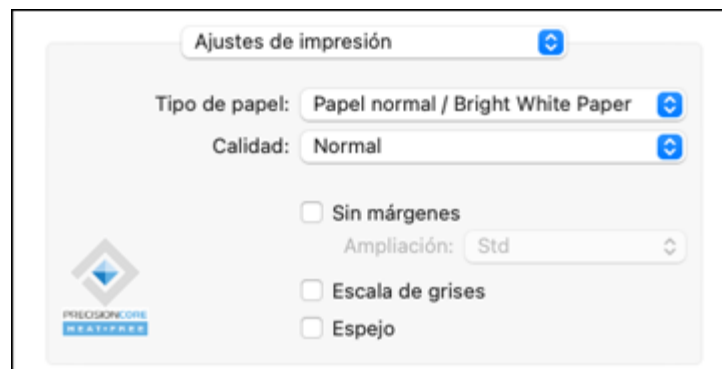 Ajustes de impresión
Tipo de papel: Papel normal / Bright White Paper
Calidad: Normal
Sin márgenes
Ampliación: Std
Escala de grises
Espejo
PRECISIONCORE
HEAT-FREE